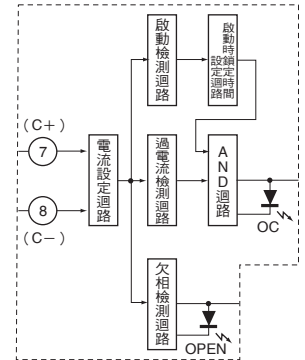 啟動檢測迴路
啟動時鎖定時間
設定迴路
(C+)
7
電流設定迴路
過電流檢測迴路
AND迴路
8
(C−)
OC
欠相檢測迴路
OPEN